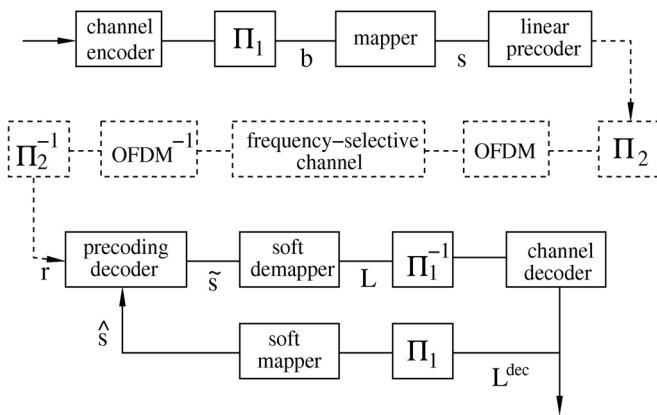 channel
encoder
Π₁
b
mapper
s
linear
precoder
Π₂⁻¹
OFDM⁻¹
frequency−selective
channel
OFDM
Π₂
r
precoding
decoder
s̃
soft
demapper
L
Π₁⁻¹
channel
decoder
ŝ
soft
mapper
Π₁
L^dec